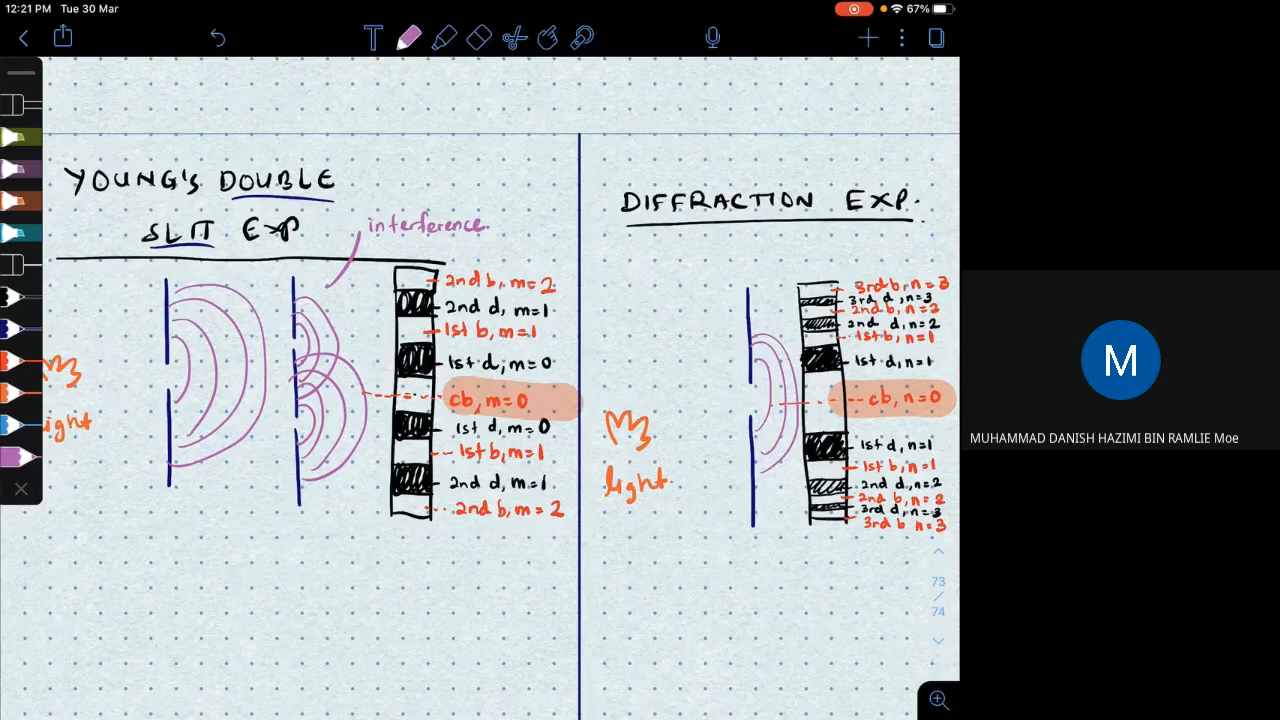 12:21 PM Tue 30 Mar
67%
YOUNG'S DOUBLE
SLIT EXP
interference.
2nd b, m = 2
2nd d, m=1
1st b, m=1
1st d, m=0
cb, m=0
1st d, m=0
1st b, m=1
2nd d, m=1
2nd b, m = 2
ight
DIFFRACTION EXP.
3rd b, n = 3
3rd d, n=3
2nd b, n=2
2nd d, n=2
1st b, n=1
1st d, n=1
cb, n=0
1st d, n=1
1st b, n=1
2nd d, n=2
2nd b, n=2
3rd d, n=3
3rd b n=3
light.
73
/
74
M
MUHAMMAD DANISH HAZIMI BIN RAMLIE Moe